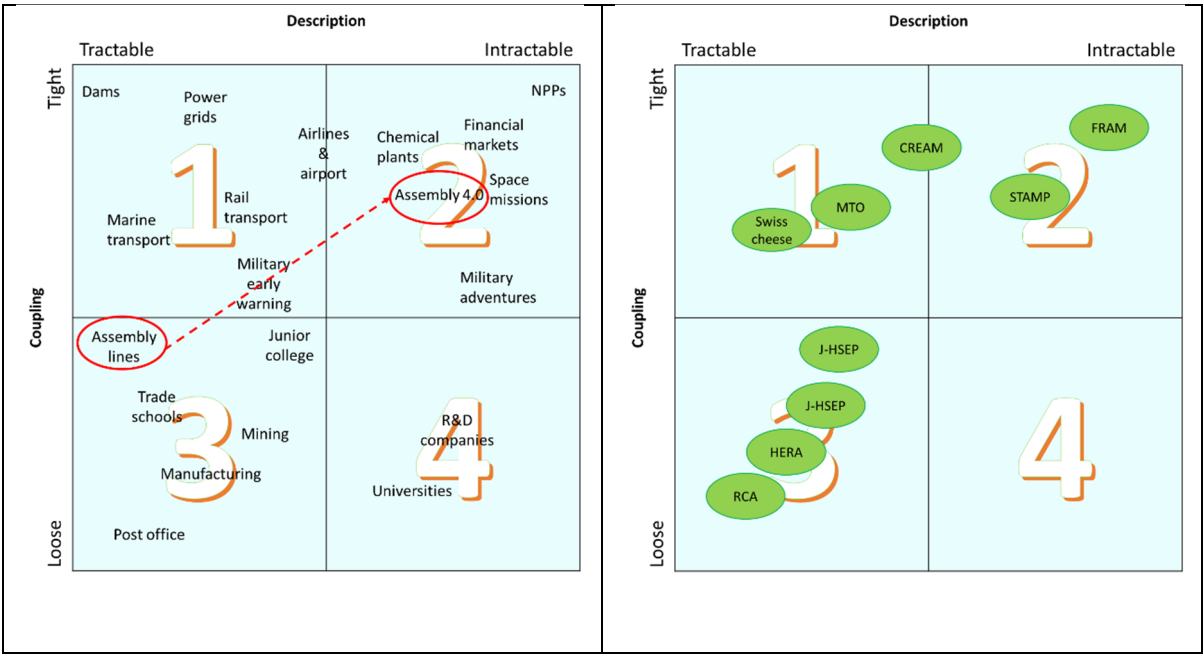 Description
Tractable
Intractable
Tight
Coupling
Loose
Dams
Power
grids
NPPs
Airlines
&
airport
Chemical
plants
Financial
markets
1
2
Assembly 4.0
Space
missions
Rail
transport
Marine
transport
Military
early
warning
Military
adventures
Assembly
lines
Junior
college
Trade
schools
3
Mining
Manufacturing
Post office
4
R&D
companies
Universities
Description
Tractable
Intractable
Tight
Coupling
Loose
FRAM
CREAM
1
2
STAMP
MTO
Swiss
cheese
J-HSEP
J-HSEP
3
HERA
RCA
4